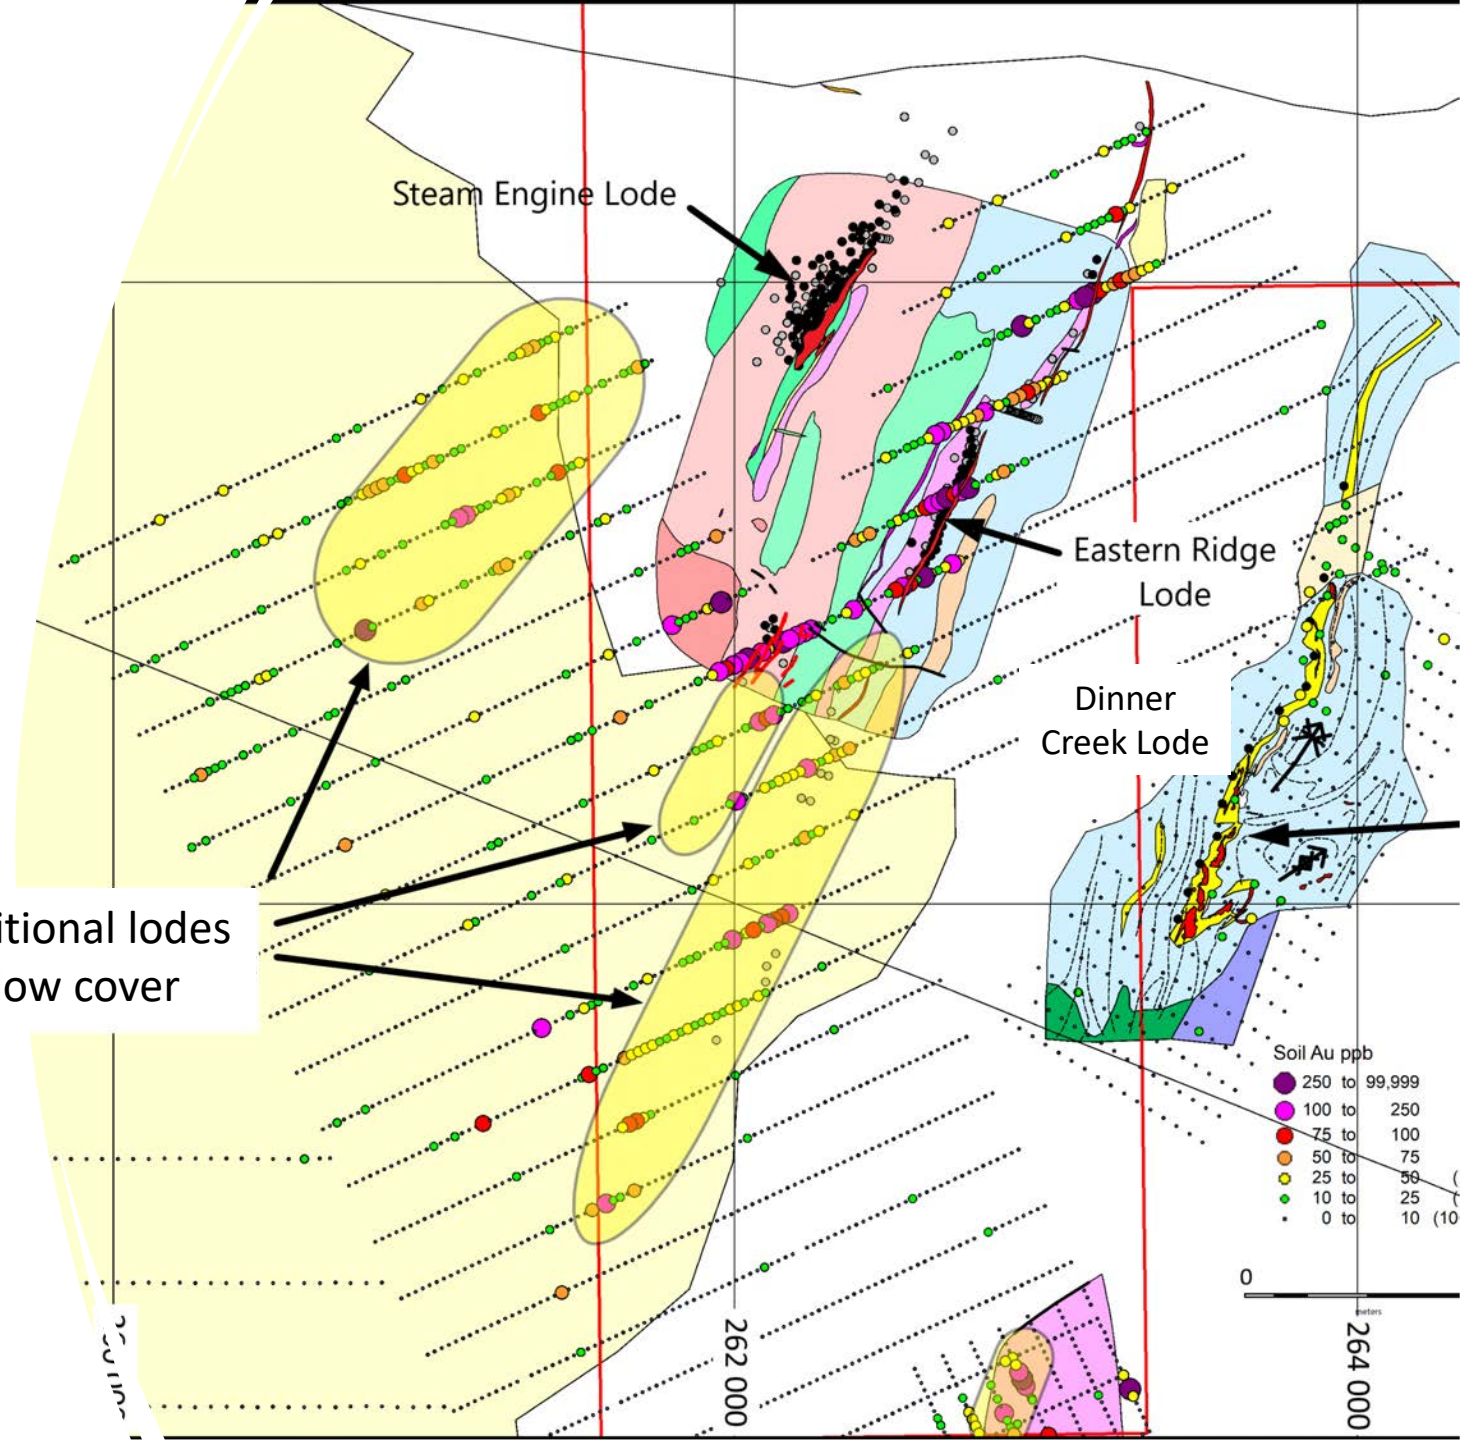 Steam Engine Lode
Eastern Ridge
Lode
Dinner
Creek Lode
itional lodes
ow cover
Soil Au ppb
250 to 99,999
100 to 250
75 to 100
50 to 75
25 to 50 (
10 to 25 (
0 to 10 (10
0
meters
262 000
264 000